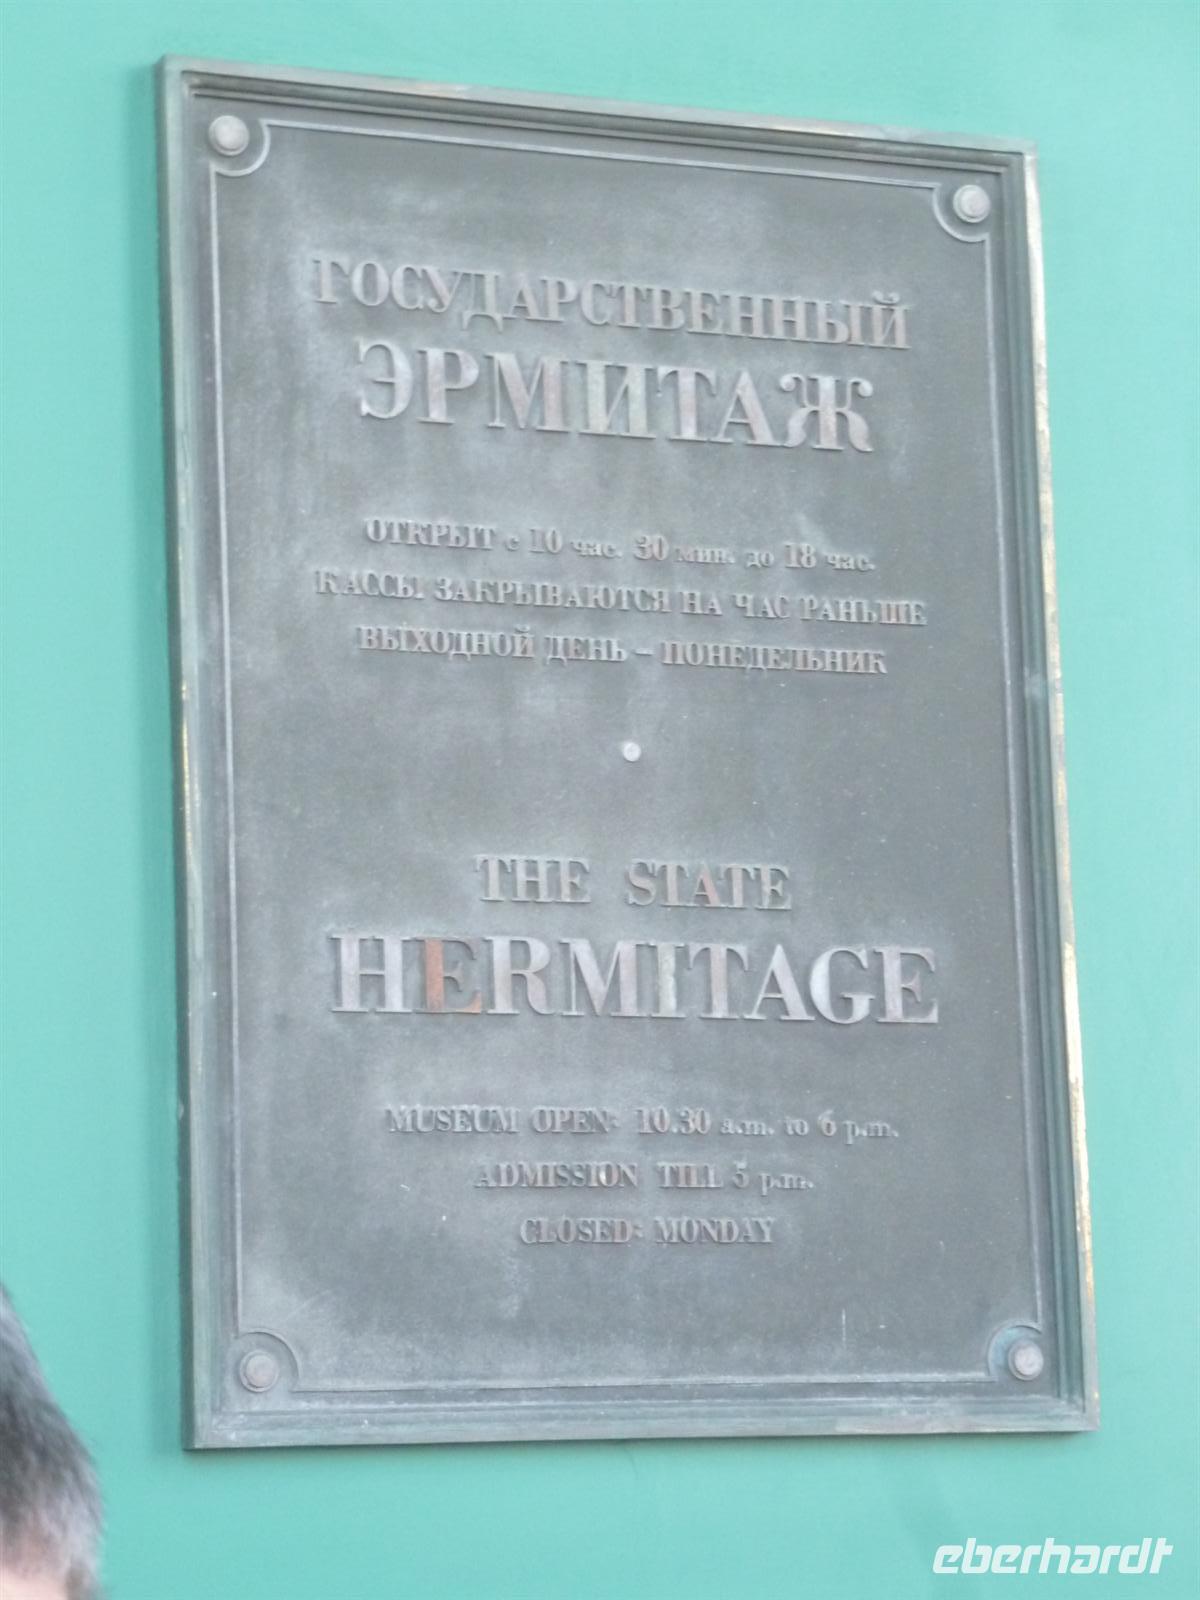 ГОСУДАРСТВЕННЫЙ
ЭРМИТАЖ
ОТКРЫТ с 10 час. 30 мин. до 18 час.
КАССЫ ЗАКРЫВАЮТСЯ НА ЧАС РАНЬШЕ
ВЫХОДНОЙ ДЕНЬ – ПОНЕДЕЛЬНИК
THE STATE
HERMITAGE
MUSEUM OPEN: 10.30 a.m. to 6 p.m.
ADMISSION TILL 5 p.m.
CLOSED: MONDAY
eberhardt